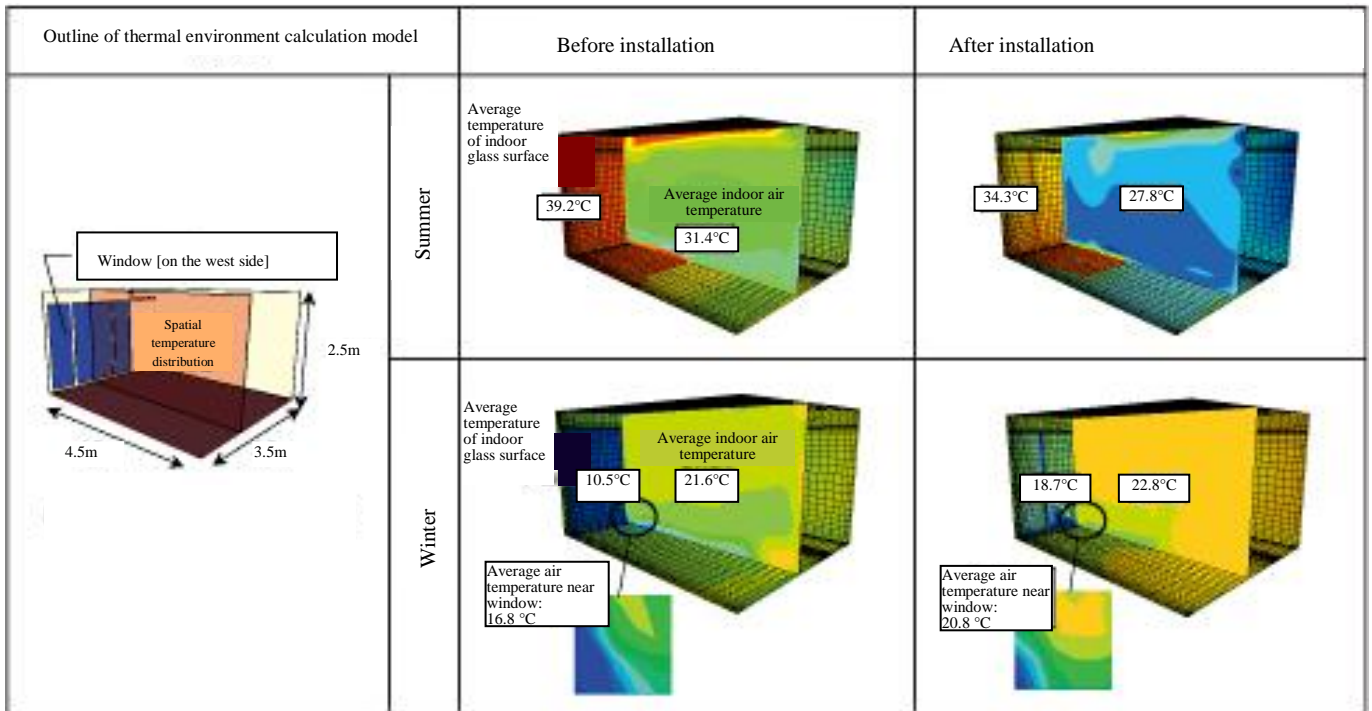 Outline of thermal environment calculation model
Before installation
After installation
Window [on the west side]
Spatial
temperature
distribution
2.5m
4.5m
3.5m
Summer
Average
temperature
of indoor
glass surface
39.2°C
Average indoor air
temperature
31.4°C
34.3°C
27.8°C
Winter
Average
temperature
of indoor
glass surface
10.5°C
Average indoor air
temperature
21.6°C
Average air
temperature near
window:
16.8 °C
18.7°C
22.8°C
Average air
temperature near
window:
20.8 °C